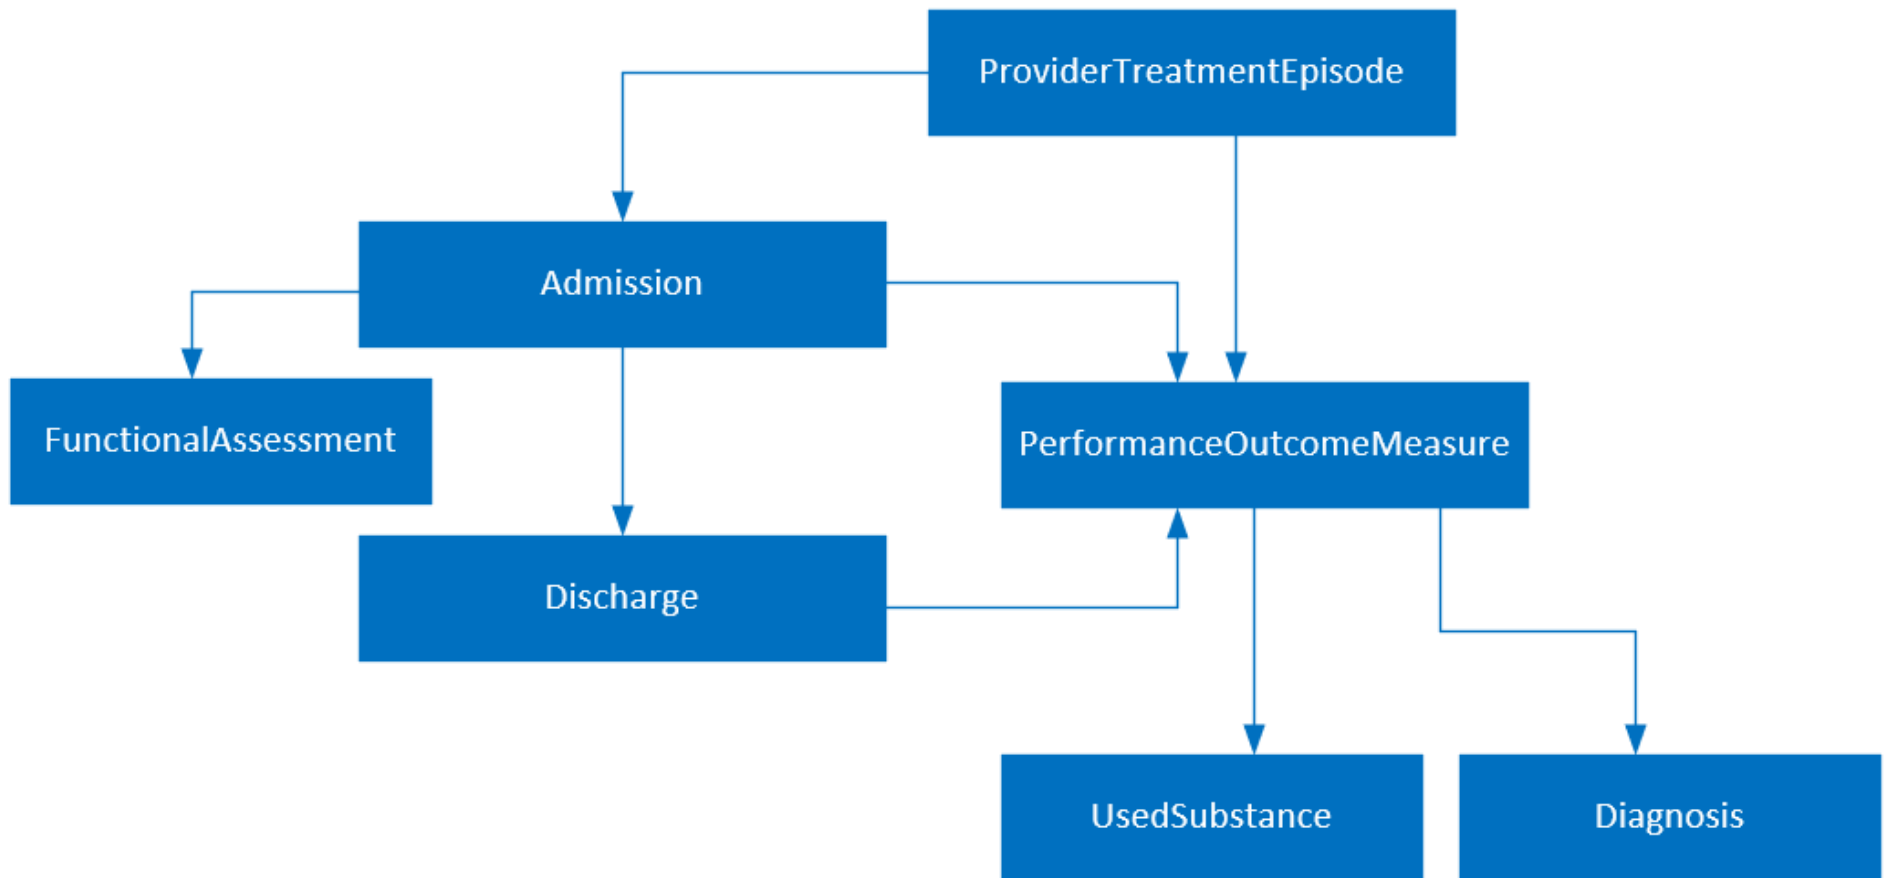 ProviderTreatmentEpisode
Admission
FunctionalAssessment
PerformanceOutcomeMeasure
Discharge
UsedSubstance
Diagnosis